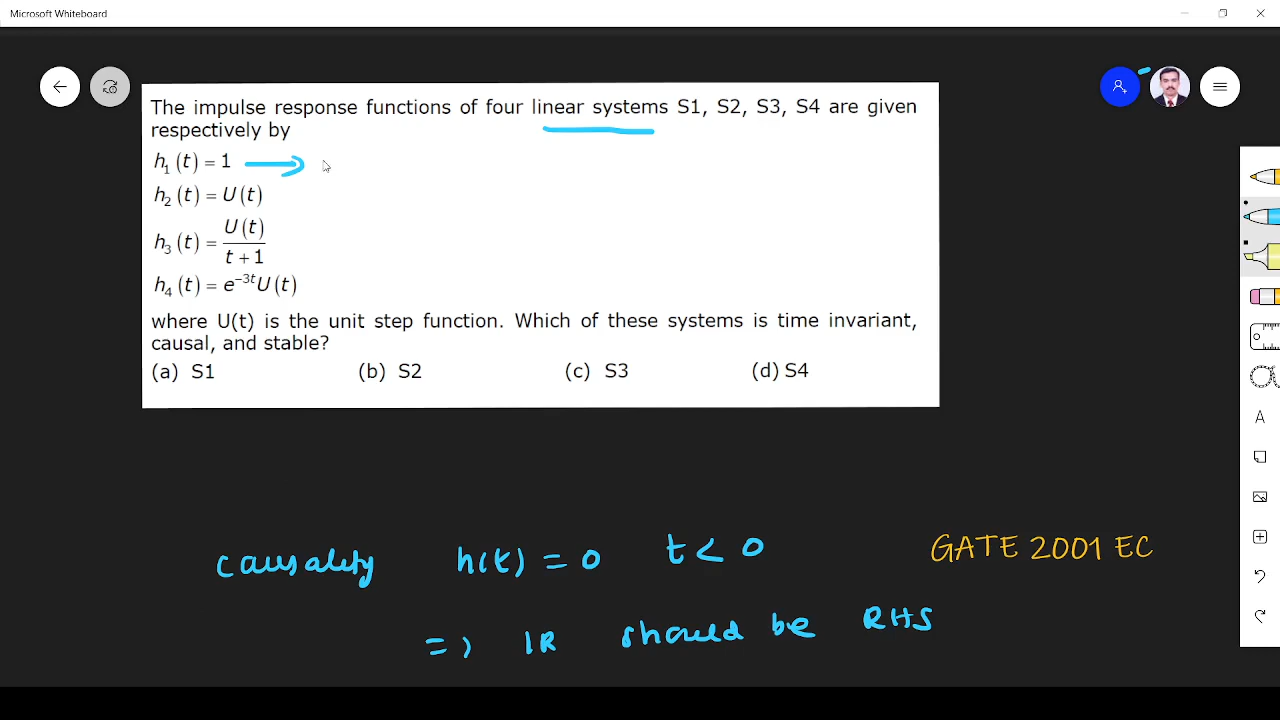 Microsoft Whiteboard
The impulse response functions of four linear systems S1, S2, S3, S4 are given
respectively by
h₁(t) = 1
h₂(t) = U(t)
h₃(t) = U(t)/(t + 1)
h₄(t) = e⁻³ᵗU(t)
where U(t) is the unit step function. Which of these systems is time invariant,
causal, and stable?
(a) S1 (b) S2 (c) S3 (d) S4
causality h(t) = 0 t < 0
GATE 2001 EC
=> IR should be RHS
A